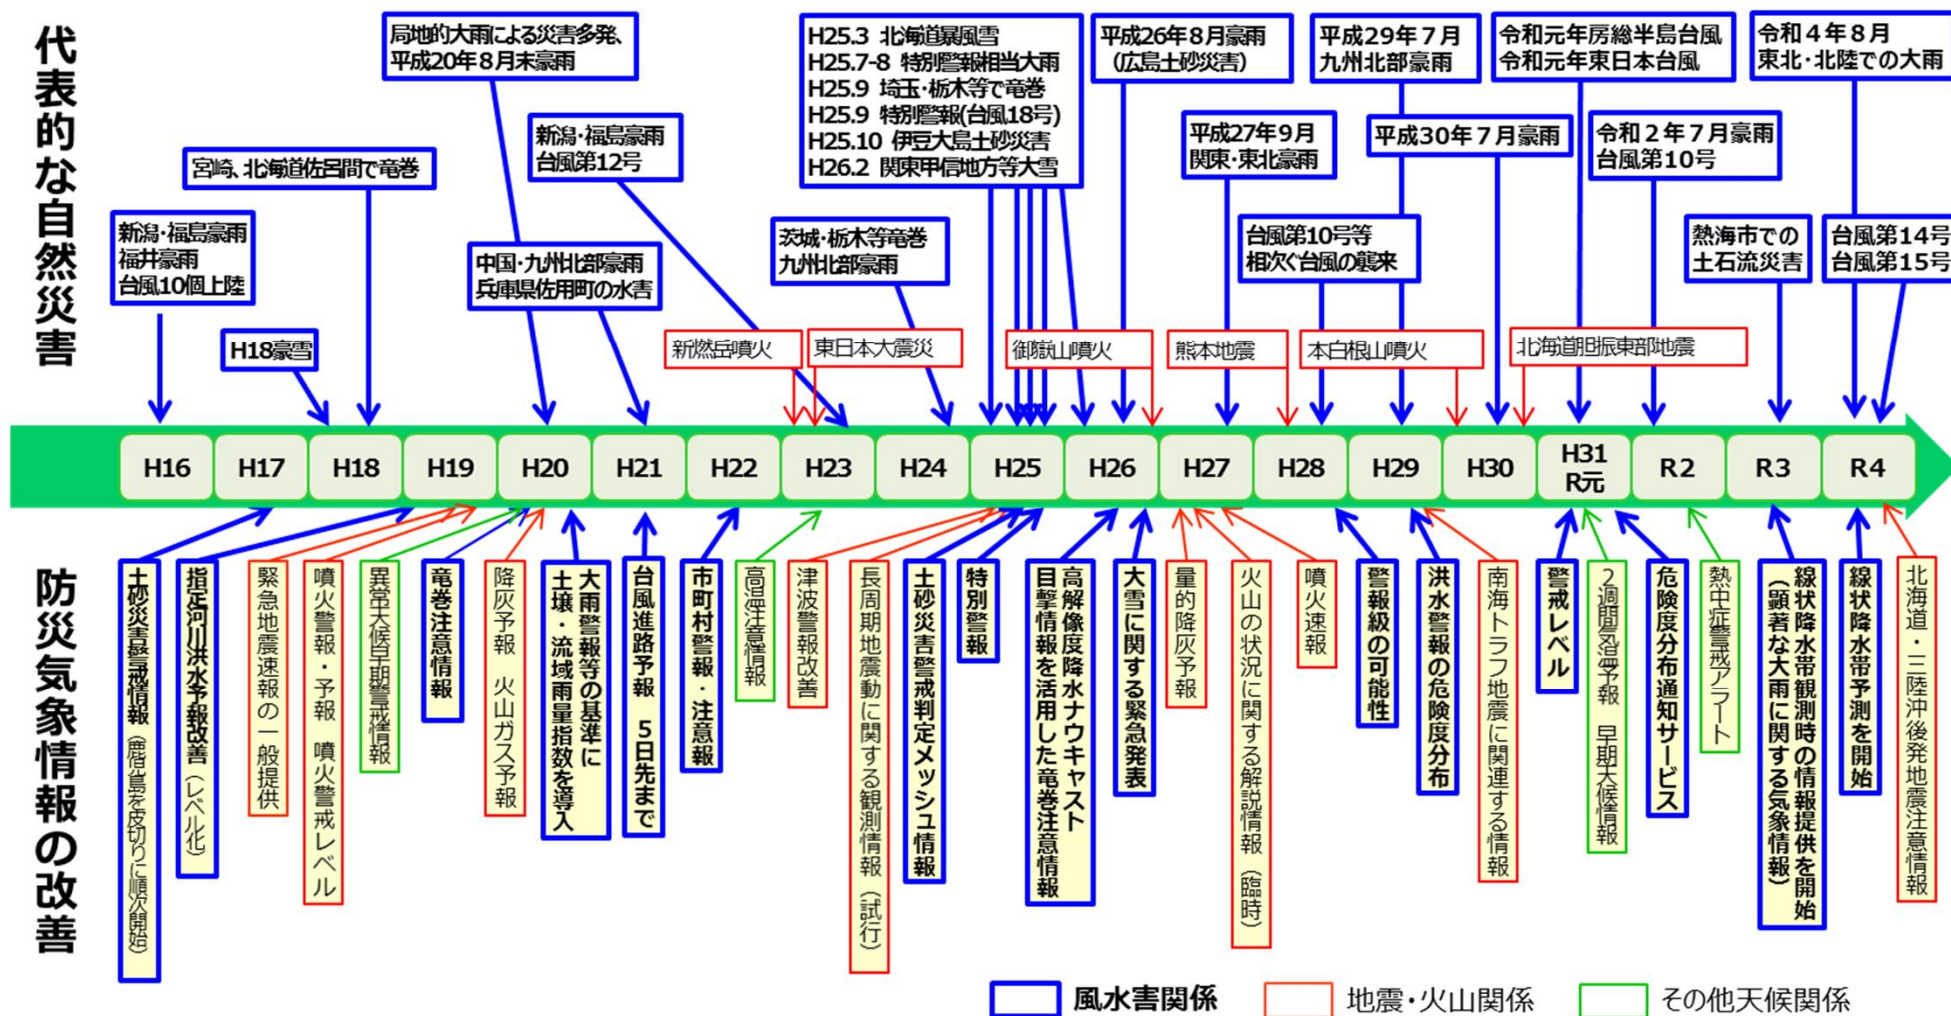 代表的な自然災害
新潟・福島豪雨
福井豪雨
台風10個上陸
宮崎、北海道佐呂間で竜巻
H18豪雪
局地的大雨による災害多発、
平成20年８月末豪雨
中国・九州北部豪雨
兵庫県佐用町の水害
新潟・福島豪雨
台風第12号
新燃岳噴火
東日本大震災
茨城・栃木等竜巻
九州北部豪雨
H25.3 北海道暴風雪
H25.7-8 特別警報相当大雨
H25.9 埼玉・栃木等で竜巻
H25.9 特別警報(台風18号)
H25.10 伊豆大島土砂災害
H26.2 関東甲信地方等大雪
御嶽山噴火
平成26年８月豪雨
（広島土砂災害）
平成27年９月
関東・東北豪雨
熊本地震
台風第10号等
相次ぐ台風の襲来
平成29年７月
九州北部豪雨
本白根山噴火
平成30年７月豪雨
北海道胆振東部地震
令和元年房総半島台風
令和元年東日本台風
令和２年７月豪雨
台風第10号
熱海市での
土石流災害
令和４年８月
東北・北陸での大雨
台風第14号
台風第15号
H16
H17
H18
H19
H20
H21
H22
H23
H24
H25
H26
H27
H28
H29
H30
H31
R元
R2
R3
R4
防災気象情報の改善
土砂災害警戒情報（鹿児島を皮切りに順次開始）
指定河川洪水予報改善（レベル化）
緊急地震速報の一般提供
噴火警報・予報　噴火警戒レベル
異常天候早期警戒情報
竜巻注意情報
降灰予報　火山ガス予報
大雨警報等の基準に
土壌・流域雨量指数を導入
台風進路予報　５日先まで
市町村警報・注意報
高温注意情報
津波警報改善
長周期地震動に関する観測情報（試行）
土砂災害警戒判定メッシュ情報
特別警報
高解像度降水ナウキャスト
目撃情報を活用した竜巻注意情報
大雪に関する緊急発表
量的降灰予報
火山の状況に関する解説情報（臨時）
噴火速報
警報級の可能性
洪水警報の危険度分布
南海トラフ地震に関連する情報
警戒レベル
２週間気温予報　早期天候情報
危険度分布通知サービス
熱中症警戒アラート
線状降水帯観測時の情報提供を開始
（顕著な大雨に関する気象情報）
線状降水帯予測を開始
北海道・三陸沖後発地震注意情報
風水害関係
地震・火山関係
その他天候関係